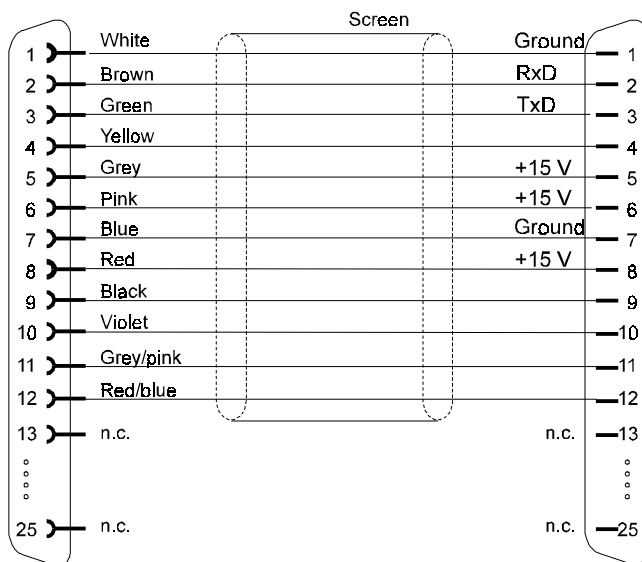 Screen
1 White Ground 1
2 Brown RxD 2
3 Green TxD 3
4 Yellow 4
5 Grey +15 V 5
6 Pink +15 V 6
7 Blue Ground 7
8 Red +15 V 8
9 Black 9
10 Violet 10
11 Grey/pink 11
12 Red/blue 12
13 n.c. n.c. 13
25 n.c. n.c. 25